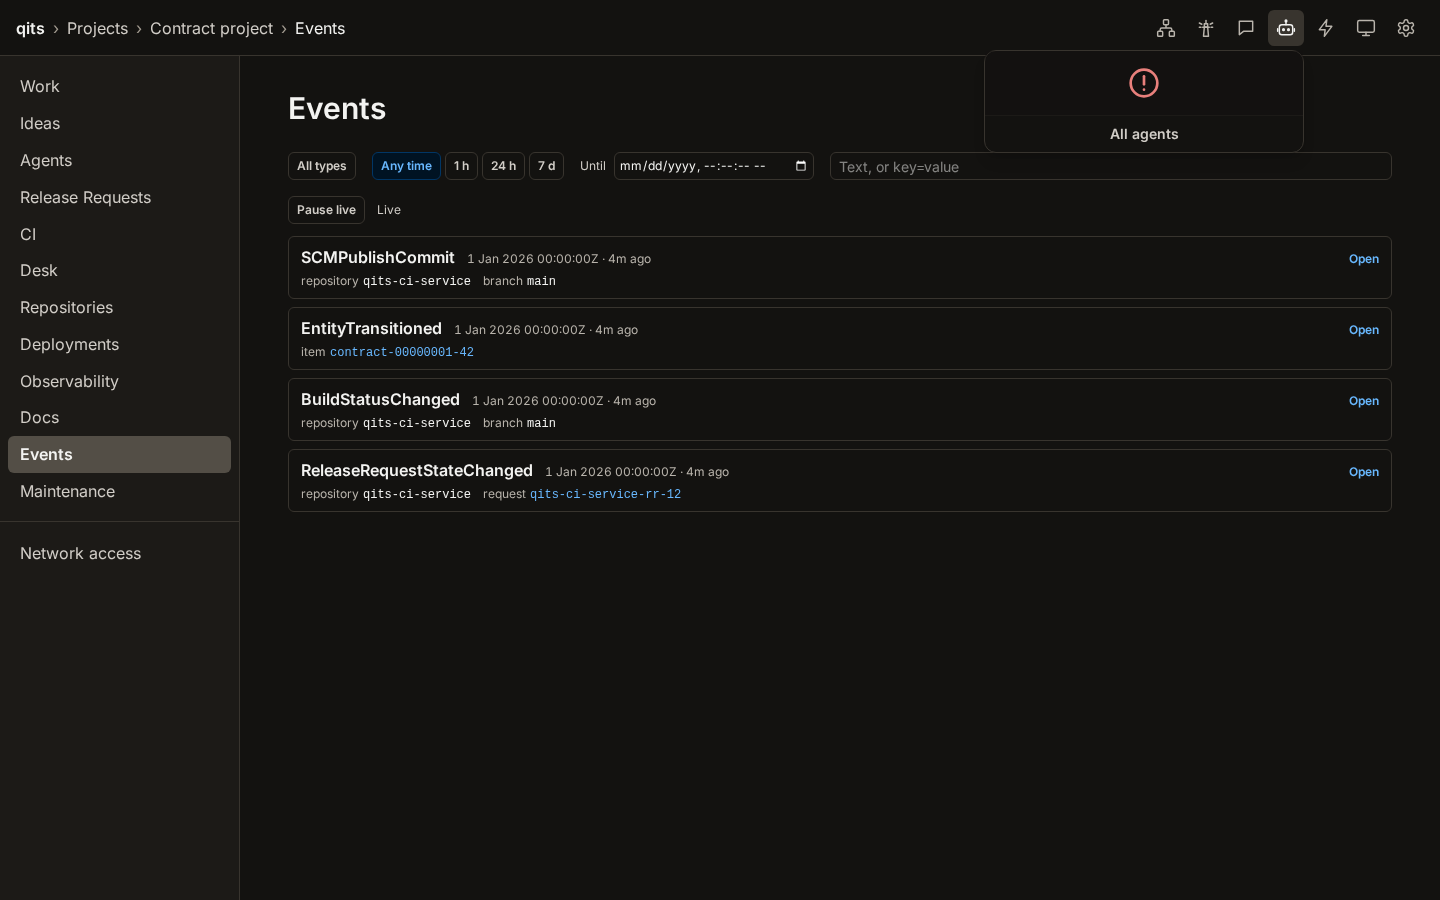 qits › Projects › Contract project › Events
All agents
Work
Ideas
Agents
Release Requests
CI
Desk
Repositories
Deployments
Observability
Docs
Events
Maintenance
Network access
Events
All types Any time 1 h 24 h 7 d Until mm/dd/yyyy, --:--:-- -- Text, or key=value
Pause live Live
SCMPublishCommit 1 Jan 2026 00:00:00Z · 4m ago Open
repository qits-ci-service branch main
EntityTransitioned 1 Jan 2026 00:00:00Z · 4m ago Open
item contract-00000001-42
BuildStatusChanged 1 Jan 2026 00:00:00Z · 4m ago Open
repository qits-ci-service branch main
ReleaseRequestStateChanged 1 Jan 2026 00:00:00Z · 4m ago Open
repository qits-ci-service request qits-ci-service-rr-12